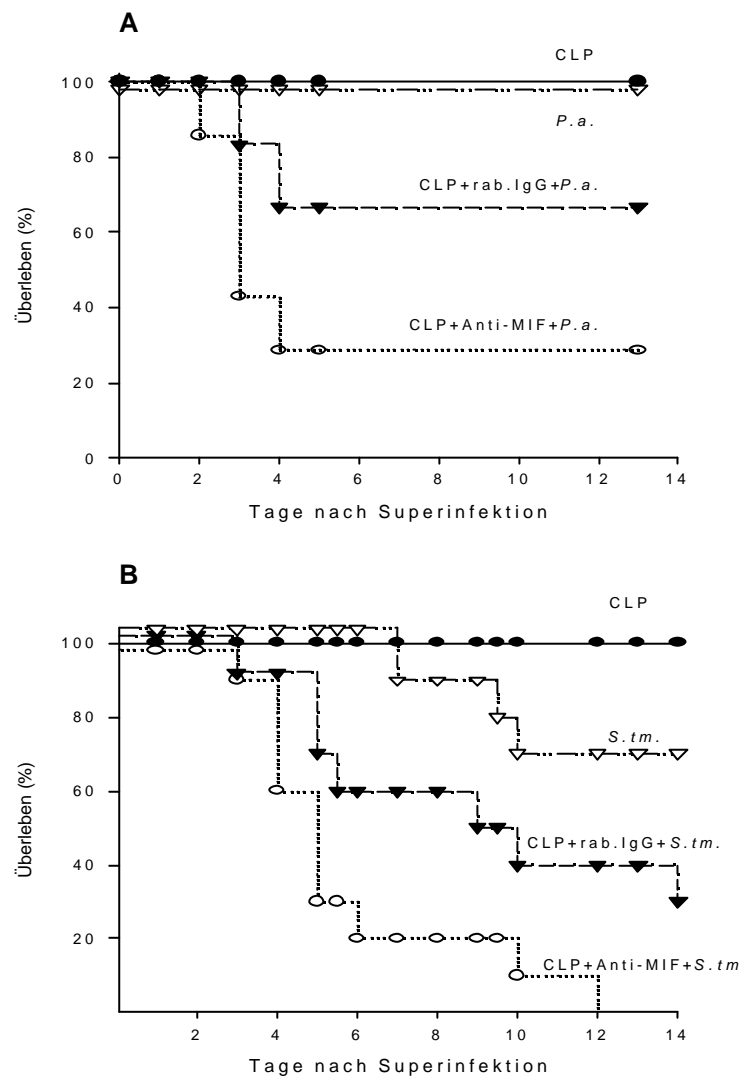 A
CLP
100
P.a.
80
CLP+rab.IgG+P.a.
60
Überleben (%)
40
CLP+Anti-MIF+P.a.
20
0
0 2 4 6 8 10 12 14
Tage nach Superinfektion
B
CLP
100
80
S.tm.
60
Überleben (%)
CLP+rab.IgG+S.tm.
40
20
CLP+Anti-MIF+S.tm
2 4 6 8 10 12 14
Tage nach Superinfektion